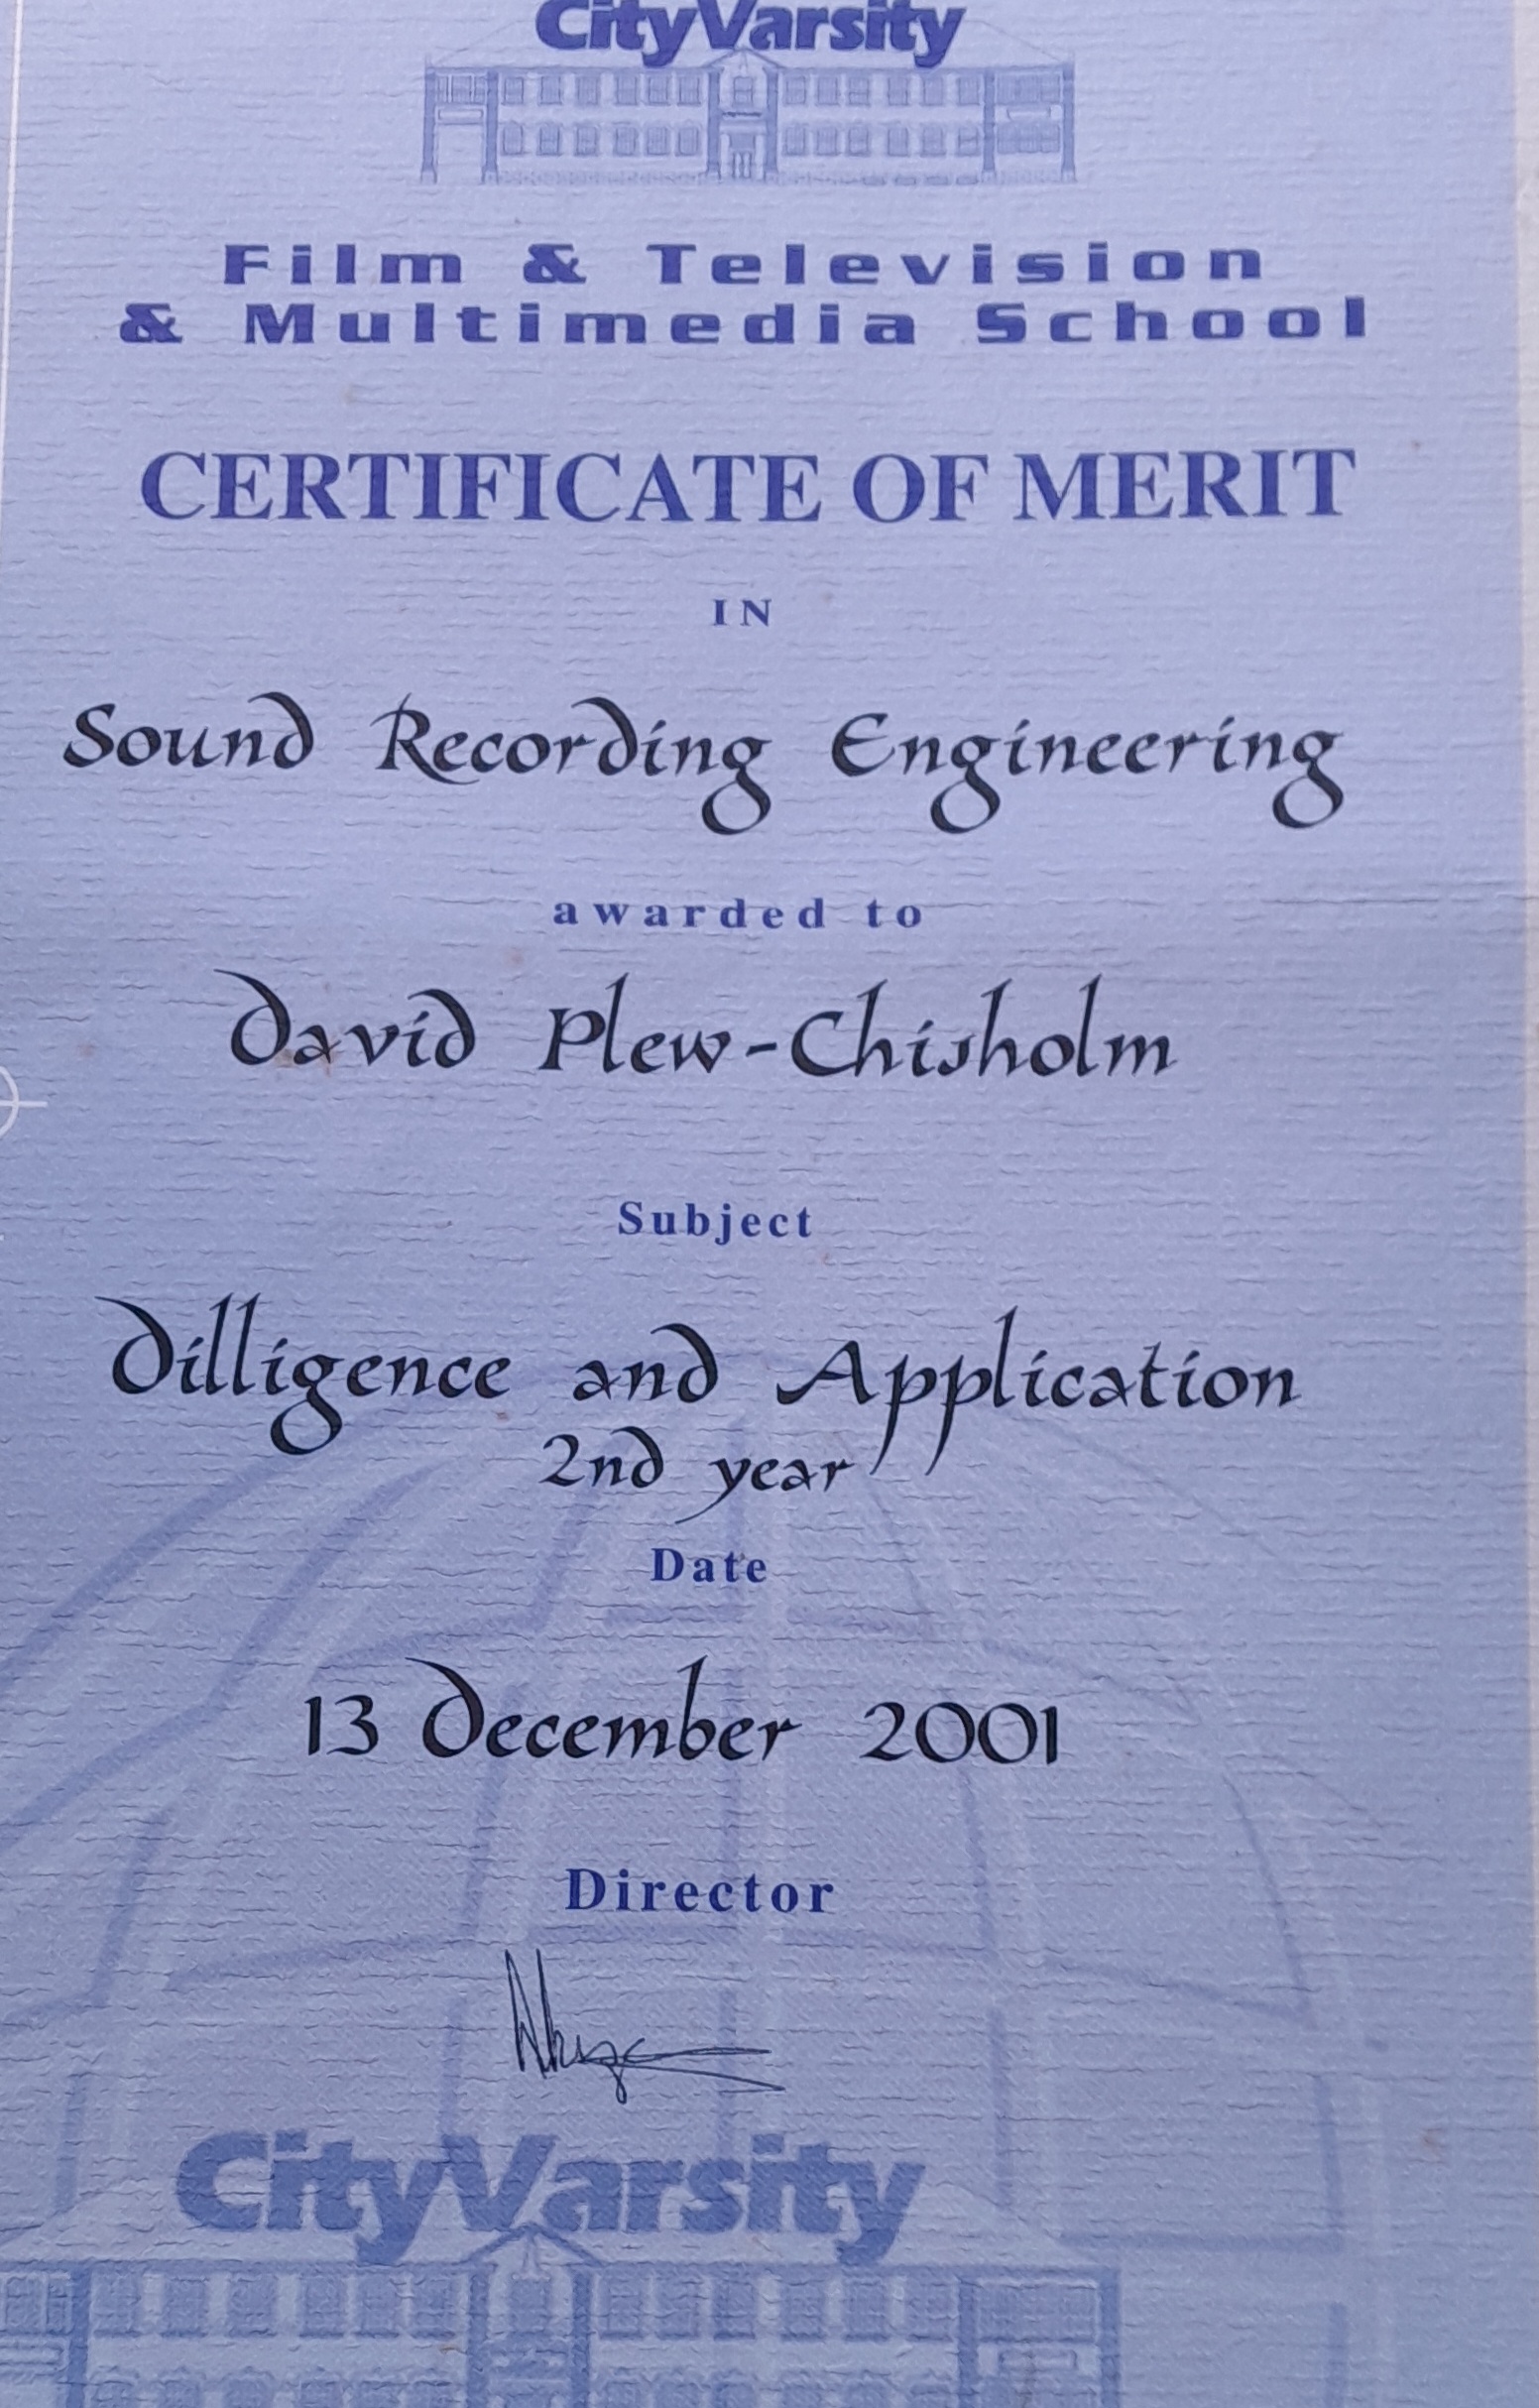 CityVarsity
Film & Television
& Multimedia School
CERTIFICATE OF MERIT
IN
Sound Recording Engineering
awarded to
David Plew-Chisholm
Subject
Dilligence and Application
2nd year
Date
13 December 2001
Director
CityVarsity